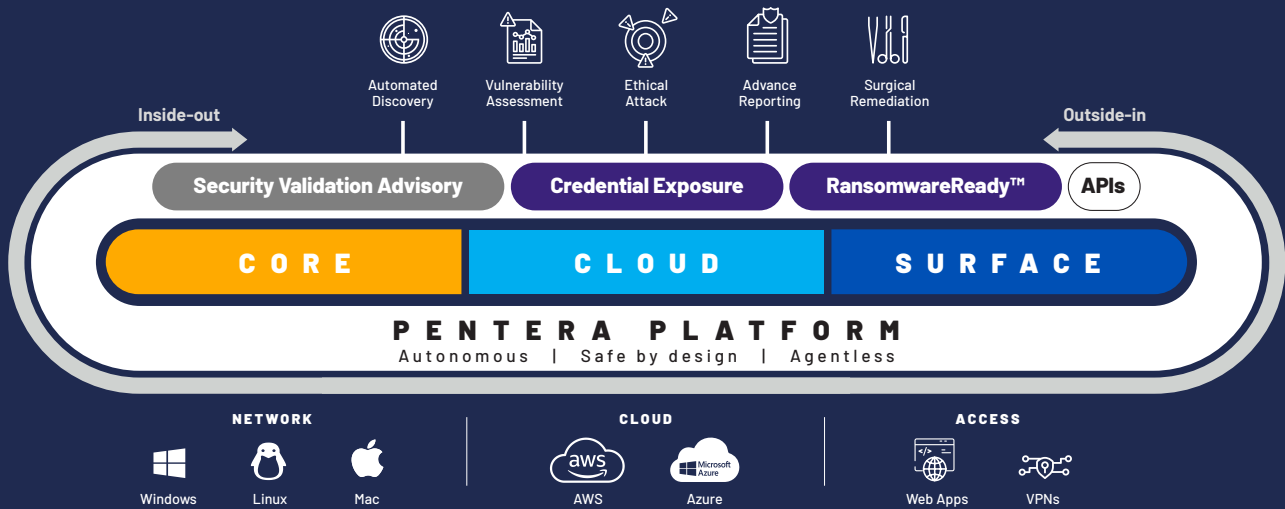 Automated
Discovery
Vulnerability
Assessment
Ethical
Attack
Advance
Reporting
Surgical
Remediation
Inside-out
Outside-in
Security Validation Advisory
Credential Exposure
RansomwareReady™
APIs
CORE
CLOUD
SURFACE
PENTERA PLATFORM
Autonomous | Safe by design | Agentless
NETWORK
CLOUD
ACCESS
aws
Microsoft
Azure
</>
Windows
Linux
Mac
AWS
Azure
Web Apps
VPNs